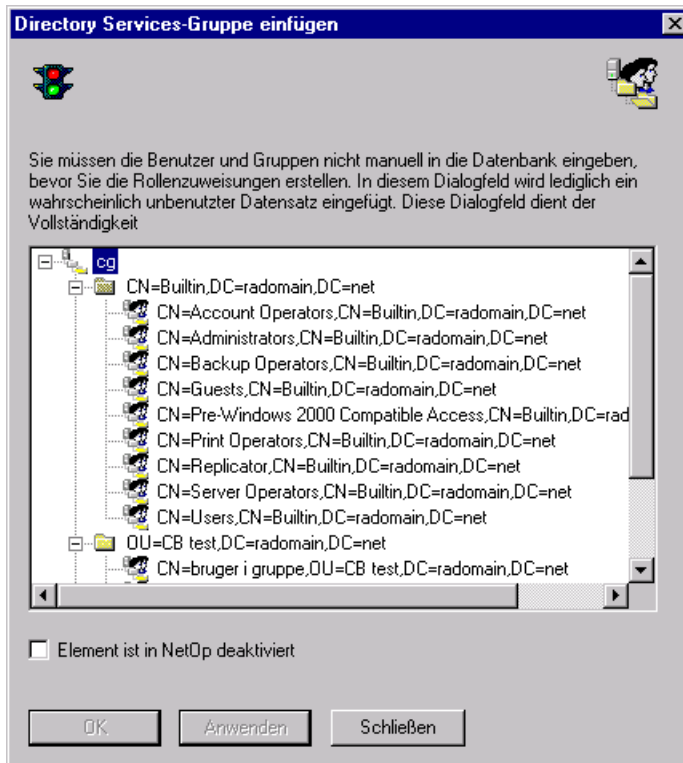 Directory Services-Gruppe einfügen
Sie müssen die Benutzer und Gruppen nicht manuell in die Datenbank eingeben,
bevor Sie die Rollenzuweisungen erstellen. In diesem Dialogfeld wird lediglich ein
wahrscheinlich unbenutzter Datensatz eingefügt. Diese Dialogfeld dient der
Vollständigkeit
cg
CN=Builtin,DC=radomain,DC=net
CN=Account Operators,CN=Builtin,DC=radomain,DC=net
CN=Administrators,CN=Builtin,DC=radomain,DC=net
CN=Backup Operators,CN=Builtin,DC=radomain,DC=net
CN=Guests,CN=Builtin,DC=radomain,DC=net
CN=Pre-Windows 2000 Compatible Access,CN=Builtin,DC=rad
CN=Print Operators,CN=Builtin,DC=radomain,DC=net
CN=Replicator,CN=Builtin,DC=radomain,DC=net
CN=Server Operators,CN=Builtin,DC=radomain,DC=net
CN=Users,CN=Builtin,DC=radomain,DC=net
OU=CB test,DC=radomain,DC=net
CN=bruger i gruppe,OU=CB test,DC=radomain,DC=net
Element ist in NetOp deaktiviert
OK Anwenden Schließen